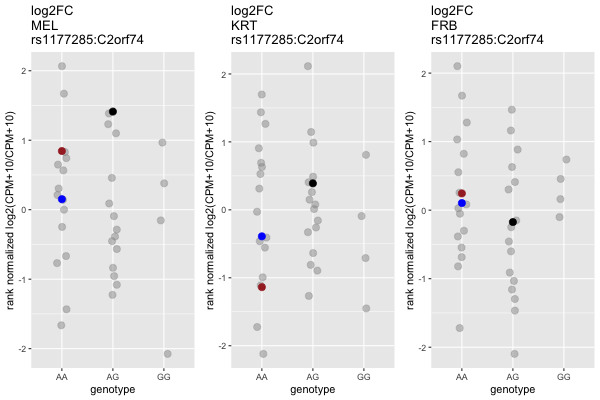 log2FC
MEL
rs1177285:C2orf74
rank normalized log2(CPM+10/CPM+10)
2
1
0
-1
-2
AA
AG
GG
genotype
log2FC
KRT
rs1177285:C2orf74
rank normalized log2(CPM+10/CPM+10)
2
1
0
-1
-2
AA
AG
GG
genotype
log2FC
FRB
rs1177285:C2orf74
rank normalized log2(CPM+10/CPM+10)
2
1
0
-1
-2
AA
AG
GG
genotype